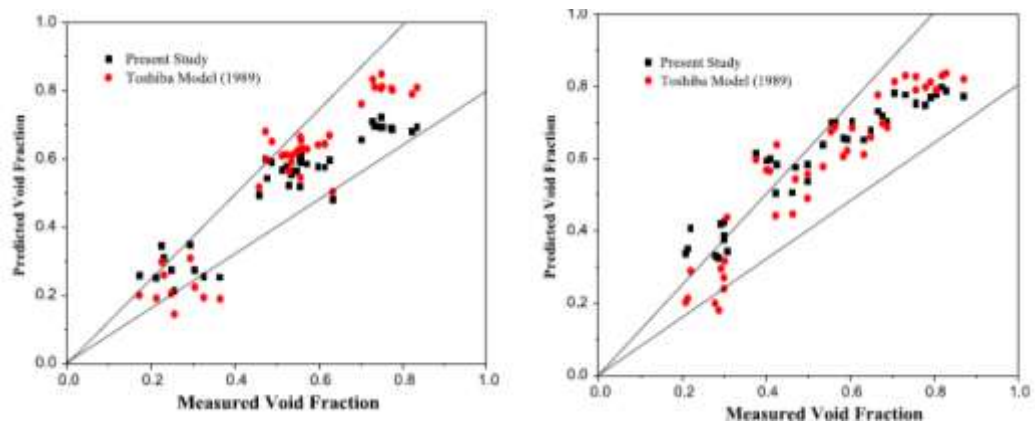 1.0
Present Study
Toshiba Model (1989)
0.8
0.6
Predicted Void Fraction
0.4
0.2
0.0
0.0 0.2 0.4 0.6 0.8 1.0
Measured Void Fraction
1.0
Present Study
Toshiba Model (1989)
0.8
0.6
Predicted Void Fraction
0.4
0.2
0.0
0.0 0.2 0.4 0.6 0.8 1.0
Measured Void Fraction